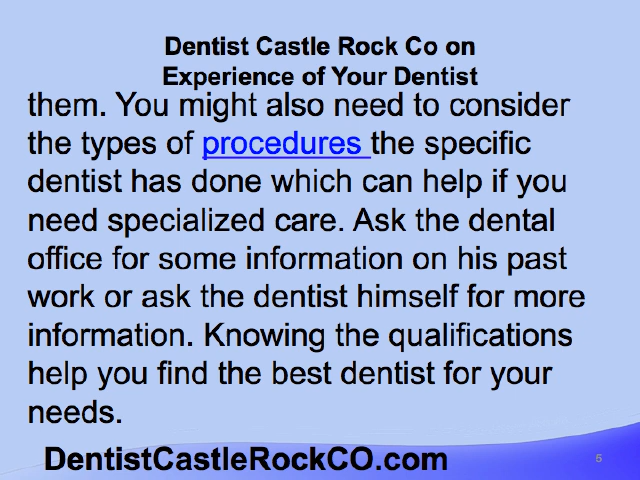 Dentist Castle Rock Co on
Experience of Your Dentist
them. You might also need to consider
the types of procedures the specific
dentist has done which can help if you
need specialized care. Ask the dental
office for some information on his past
work or ask the dentist himself for more
information. Knowing the qualifications
help you find the best dentist for your
needs.
DentistCastleRockCO.com
5